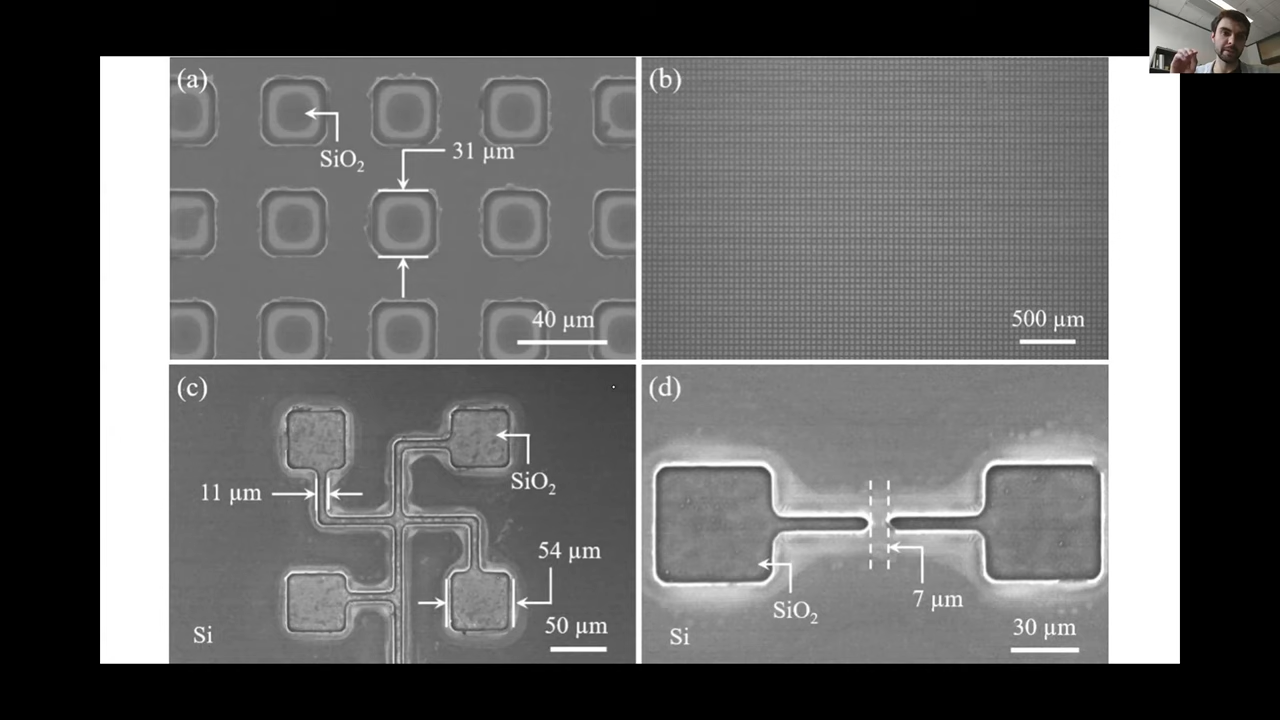 (a)
SiO₂
31 µm
40 µm
(b)
500 µm
(c)
11 µm
SiO₂
54 µm
Si
50 µm
(d)
7 µm
SiO₂
Si
30 µm